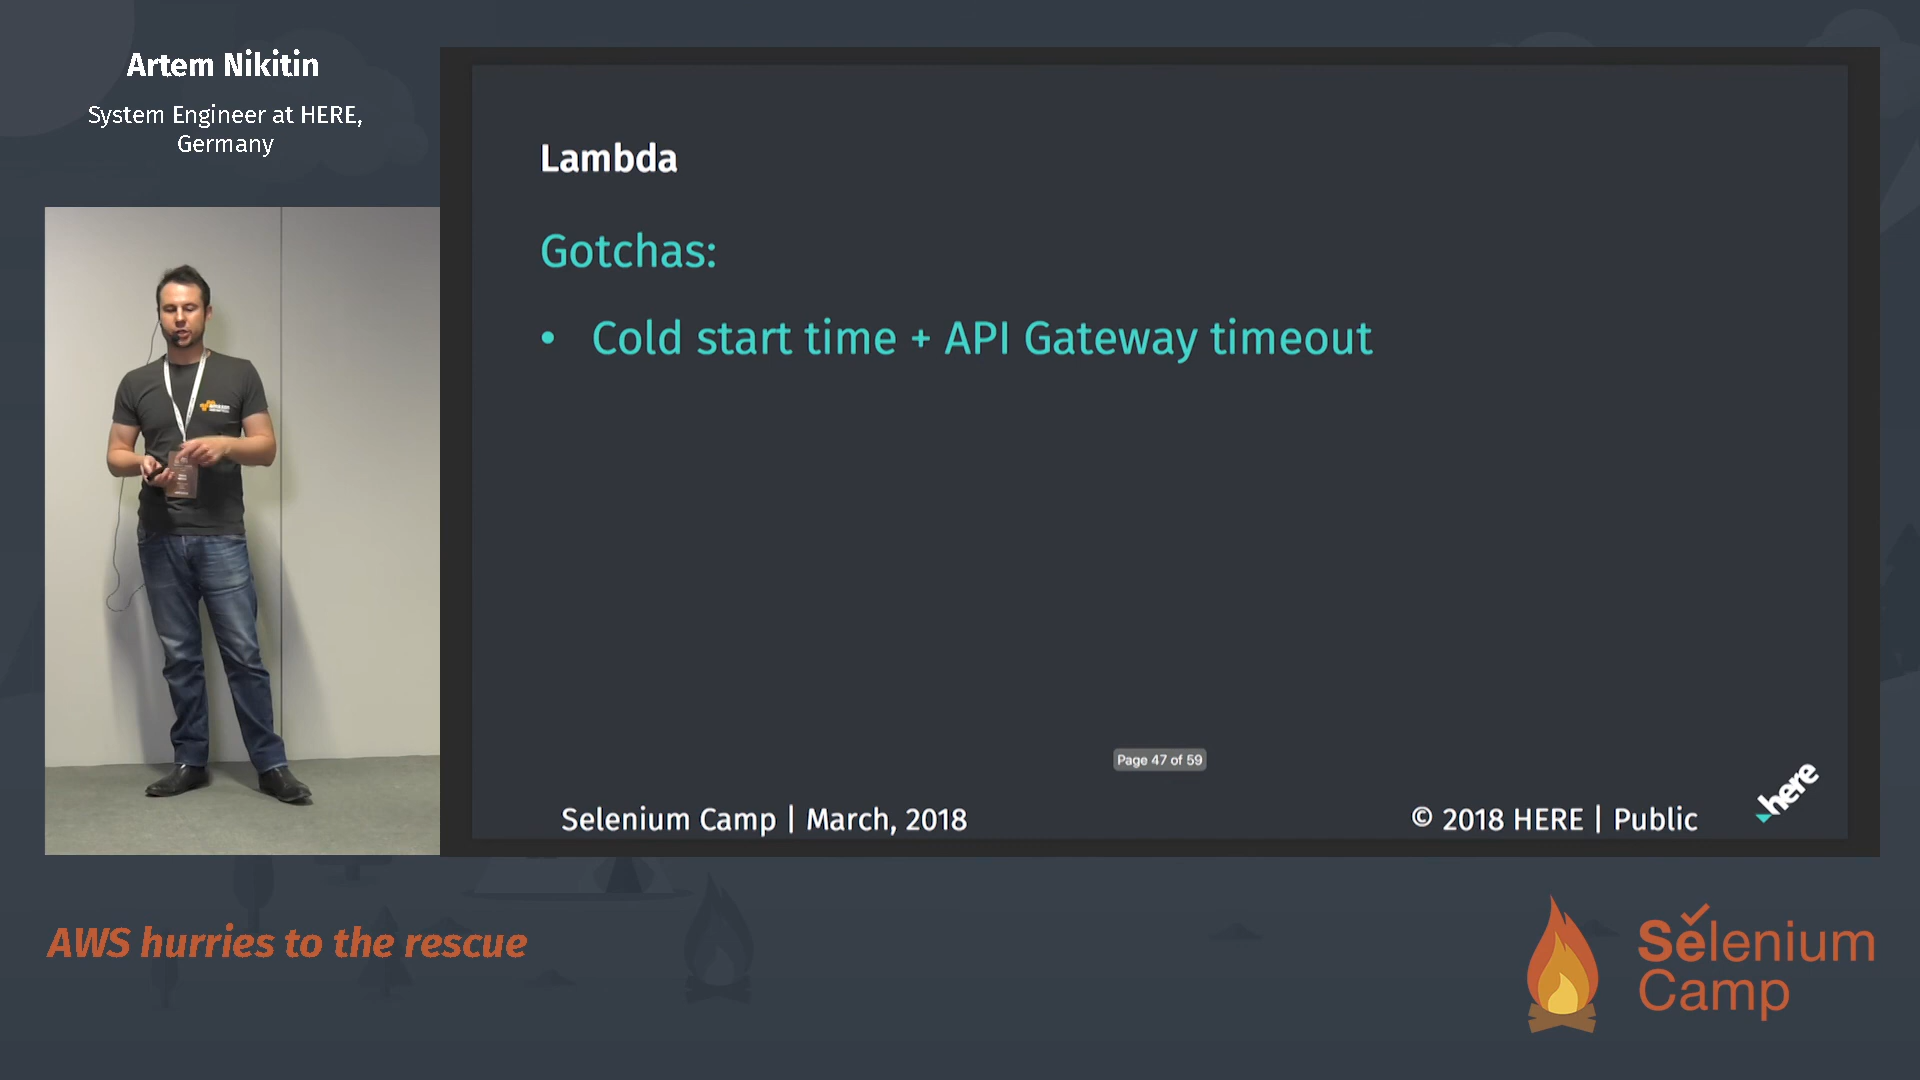 Artem Nikitin
System Engineer at HERE,
Germany
Lambda
Gotchas:
• Cold start time + API Gateway timeout
Page 47 of 59
Selenium Camp | March, 2018
© 2018 HERE | Public
here
AWS hurries to the rescue
Selenium
Camp